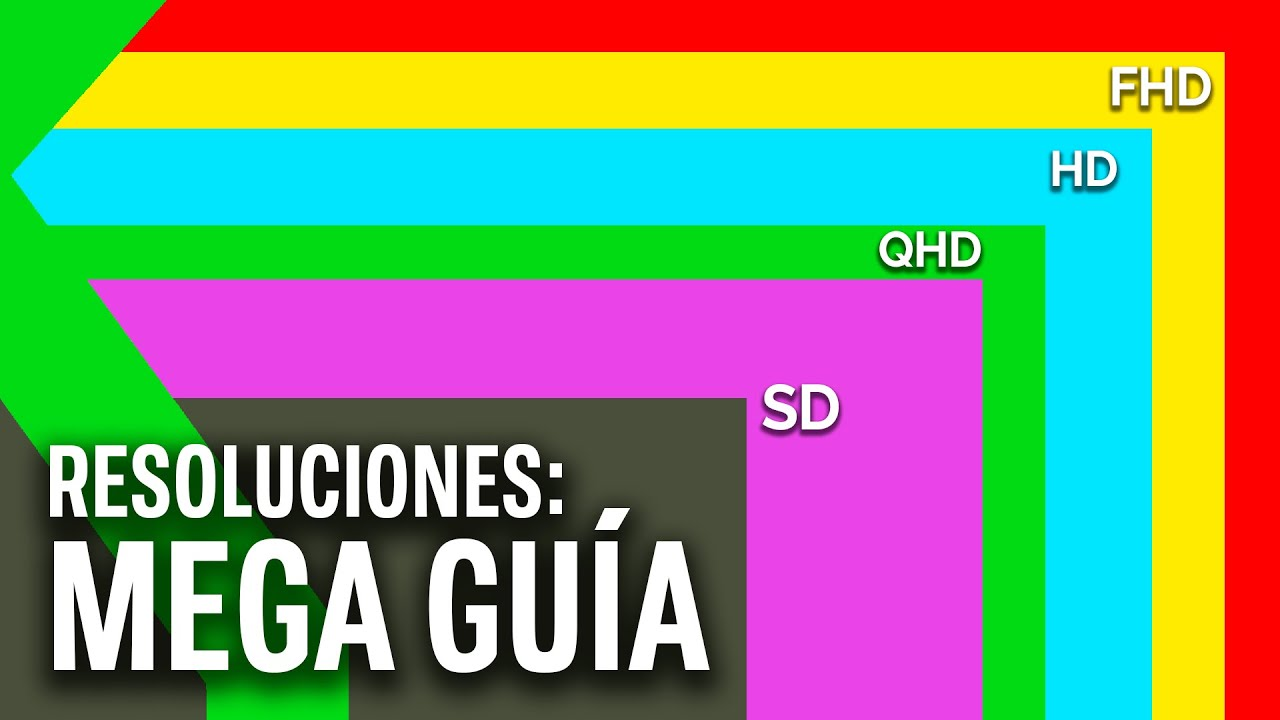 FHD
HD
QHD
SD
RESOLUCIONES:
MEGA GUÍA